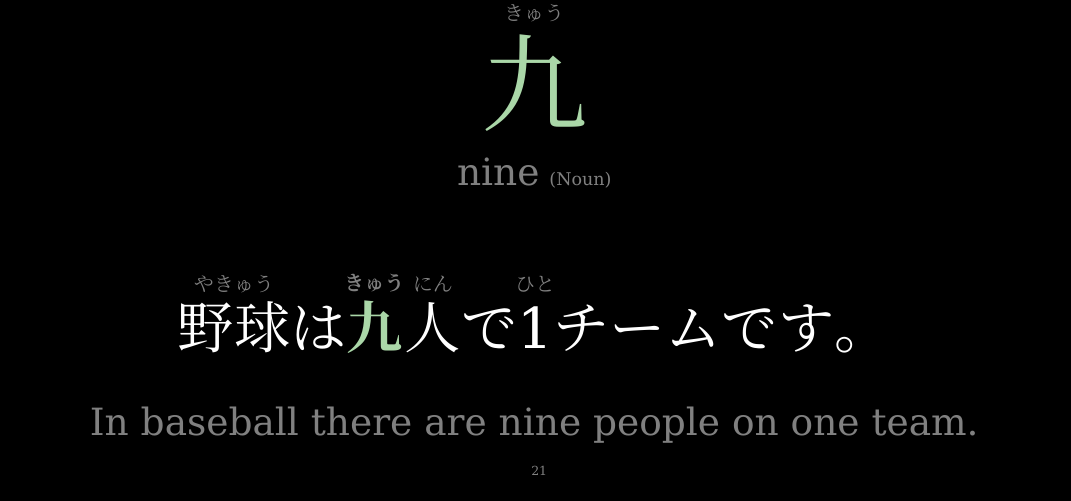 きゅう
九
nine (Noun)
やきゅう きゅう にん ひと
野球は九人で1チームです。
In baseball there are nine people on one team.
21